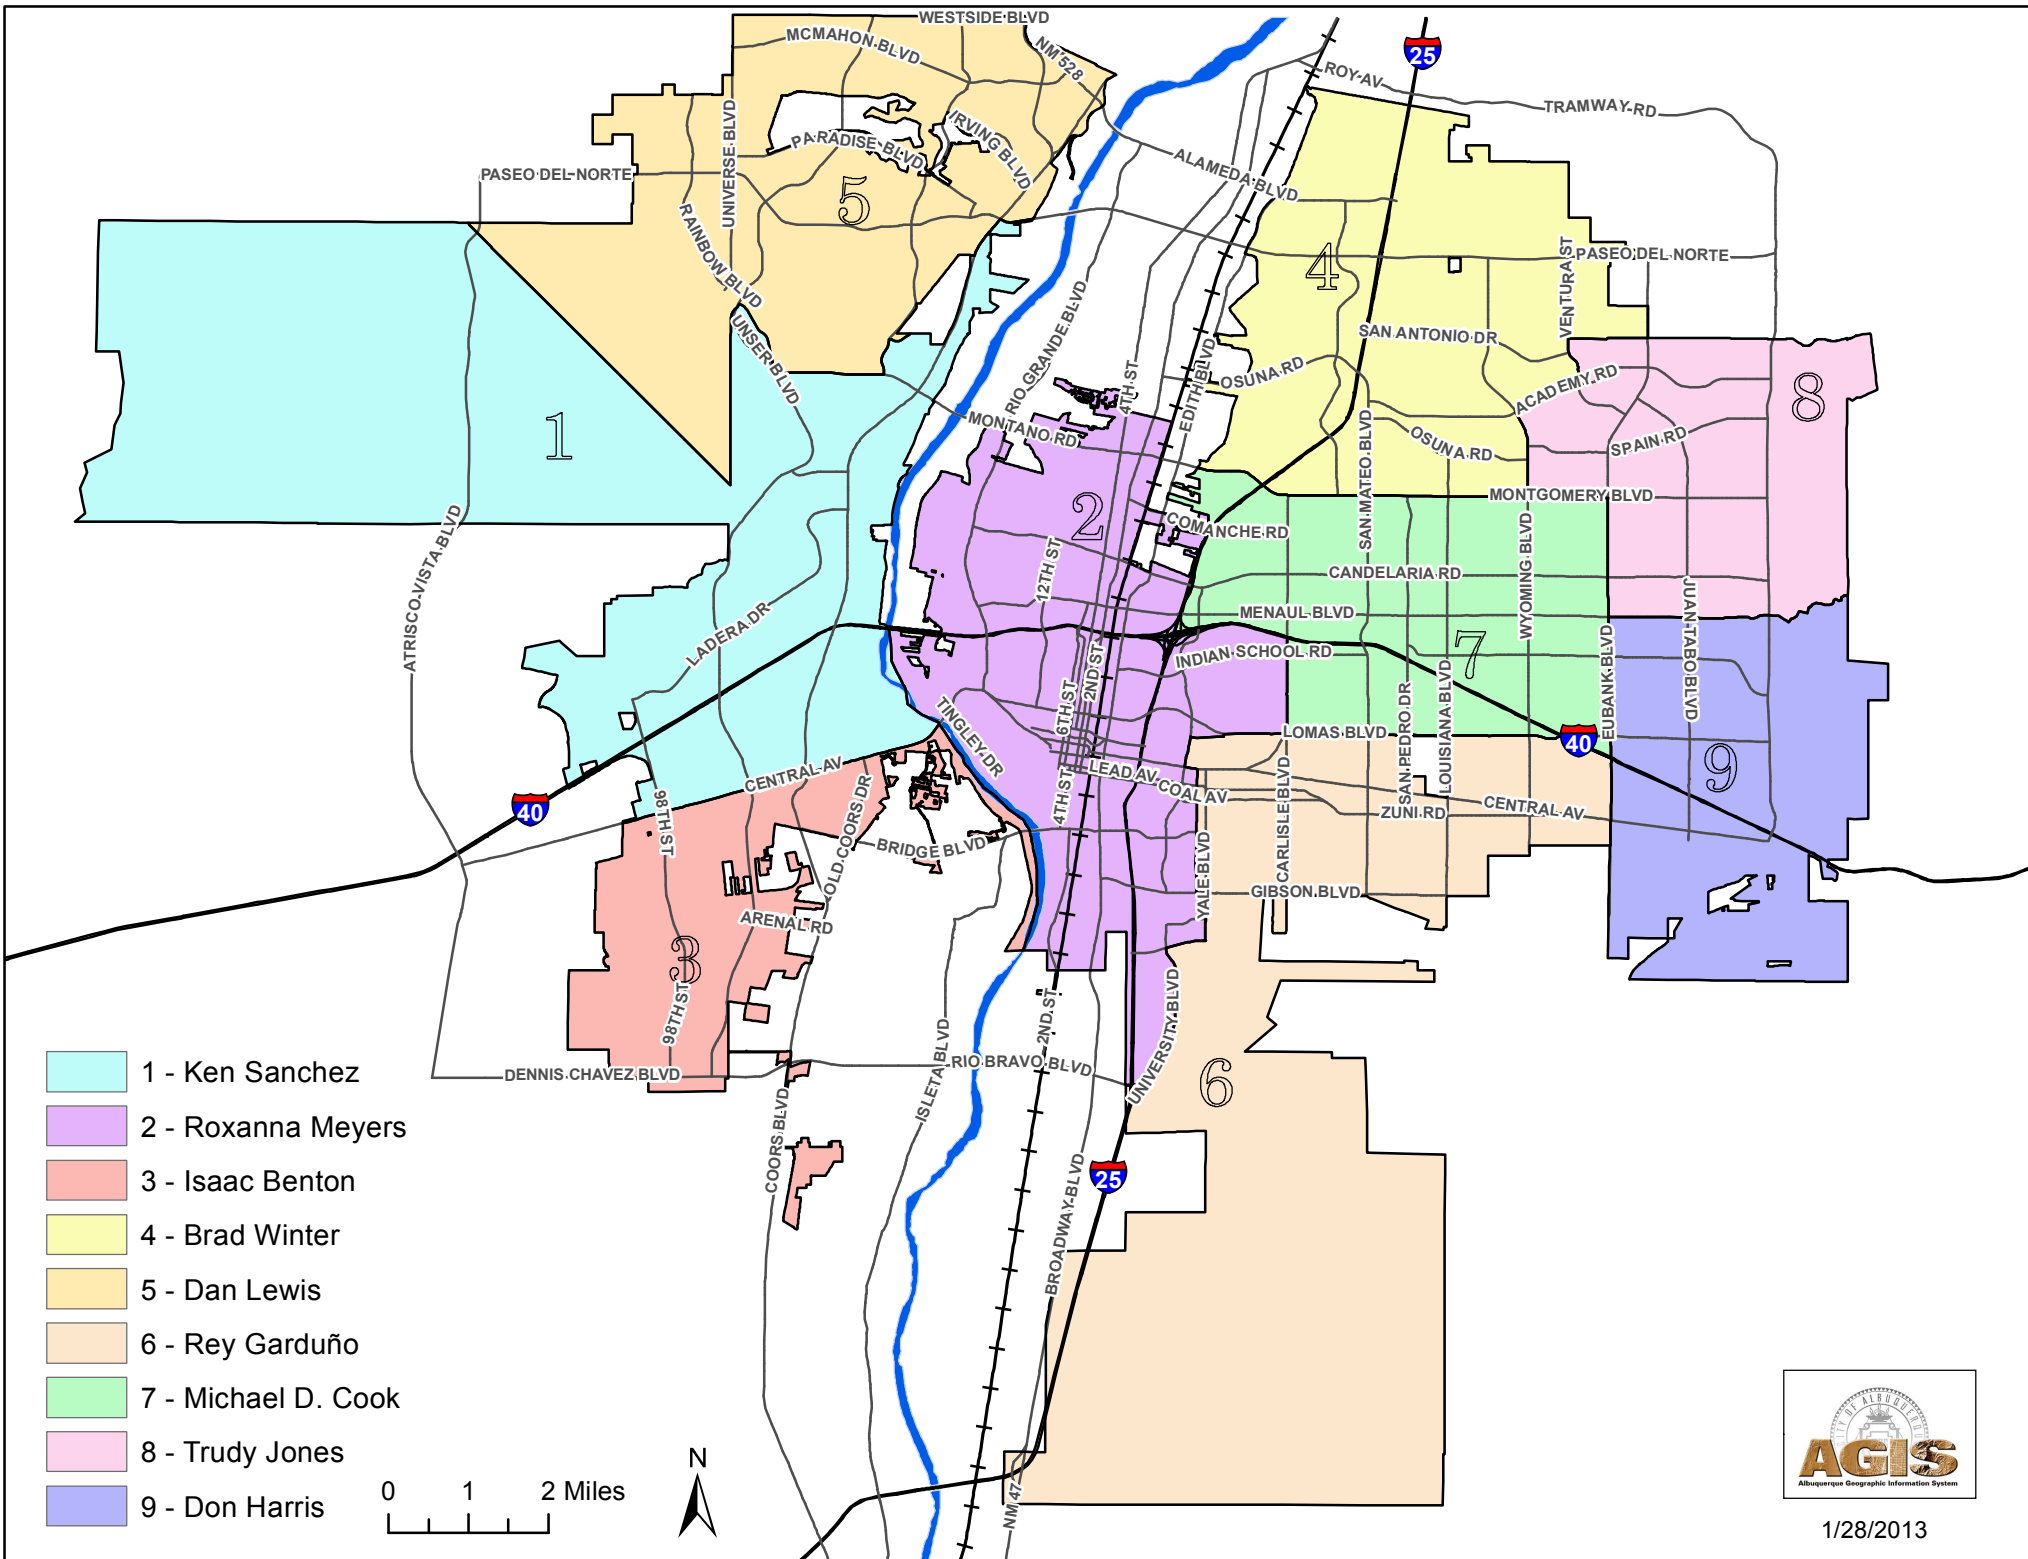 WESTSIDE BLVD
MCMAHON BLVD
NM 528
25
ROY AV
TRAMWAY RD
UNIVERSE BLVD
IRVING BLVD
PARADISE BLVD
ALAMEDA BLVD
PASEO DEL NORTE
5
RAINBOW BLVD
4
VENTURA ST
PASEO DEL NORTE
UNSER BLVD
RIO GRANDE BLVD
SAN ANTONIO DR
EDITH BLVD
4TH ST
OSUNA RD
ACADEMY RD
8
1
MONTANO RD
SAN MATEO BLVD
OSUNA RD
SPAIN RD
2
MONTGOMERY BLVD
ATRISCO VISTA BLVD
COMANCHE RD
WYOMING BLVD
12TH ST
CANDELARIA RD
JUAN TABO BLVD
MENAUL BLVD
LADERA DR
INDIAN SCHOOL RD
7
EUBANK BLVD
2ND ST
6TH ST
TINGLEY DR
SAN PEDRO DR
LOUISIANA BLVD
LOMAS BLVD
40
9
CENTRAL AV
LEAD AV
COAL AV
CARLISLE BLVD
ZUNI RD
CENTRAL AV
40
98TH ST
OLD COORS DR
4TH ST
BRIDGE BLVD
YALE BLVD
GIBSON BLVD
ARENAL RD
3
98TH ST
2ND ST
UNIVERSITY BLVD
ISLETA BLVD
RIO BRAVO BLVD
DENNIS CHAVEZ BLVD
6
COORS BLVD
25
BROADWAY BLVD
NM 47
1 - Ken Sanchez
2 - Roxanna Meyers
3 - Isaac Benton
4 - Brad Winter
5 - Dan Lewis
6 - Rey Garduño
7 - Michael D. Cook
8 - Trudy Jones
9 - Don Harris
0 1 2 Miles
N
CITY OF ALBUQUERQUE
AGIS
Albuquerque Geographic Information System
1/28/2013